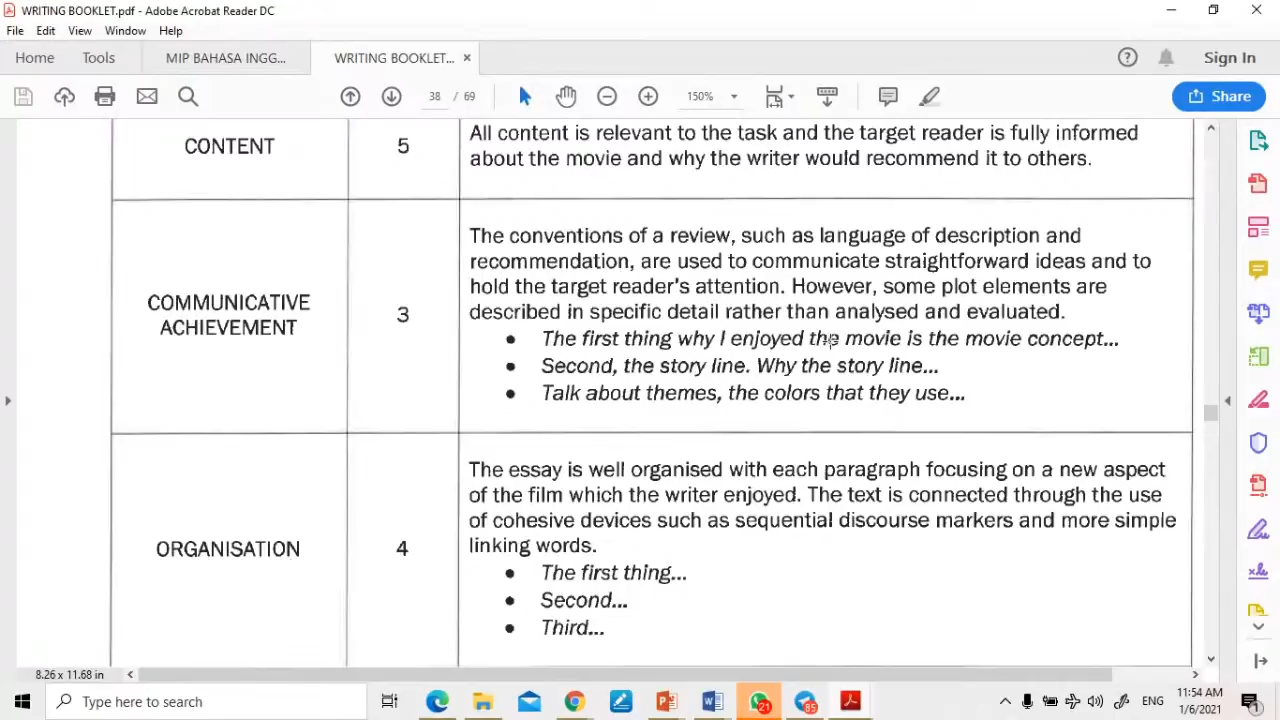 WRITING BOOKLET.pdf - Adobe Acrobat Reader DC
File Edit View Window Help
Home Tools MIP BAHASA INGG... WRITING BOOKLET... × Sign In
38 / 69 150% Share
CONTENT 5 All content is relevant to the task and the target reader is fully informed
about the movie and why the writer would recommend it to others.
The conventions of a review, such as language of description and
recommendation, are used to communicate straightforward ideas and to
hold the target reader's attention. However, some plot elements are
described in specific detail rather than analysed and evaluated.
COMMUNICATIVE
ACHIEVEMENT
3
• The first thing why I enjoyed the movie is the movie concept...
• Second, the story line. Why the story line...
• Talk about themes, the colors that they use...
The essay is well organised with each paragraph focusing on a new aspect
of the film which the writer enjoyed. The text is connected through the use
of cohesive devices such as sequential discourse markers and more simple
linking words.
ORGANISATION 4
• The first thing...
• Second...
• Third...
8.26 x 11.68 in
Type here to search
21
85
ENG
11:54 AM
1/6/2021
1